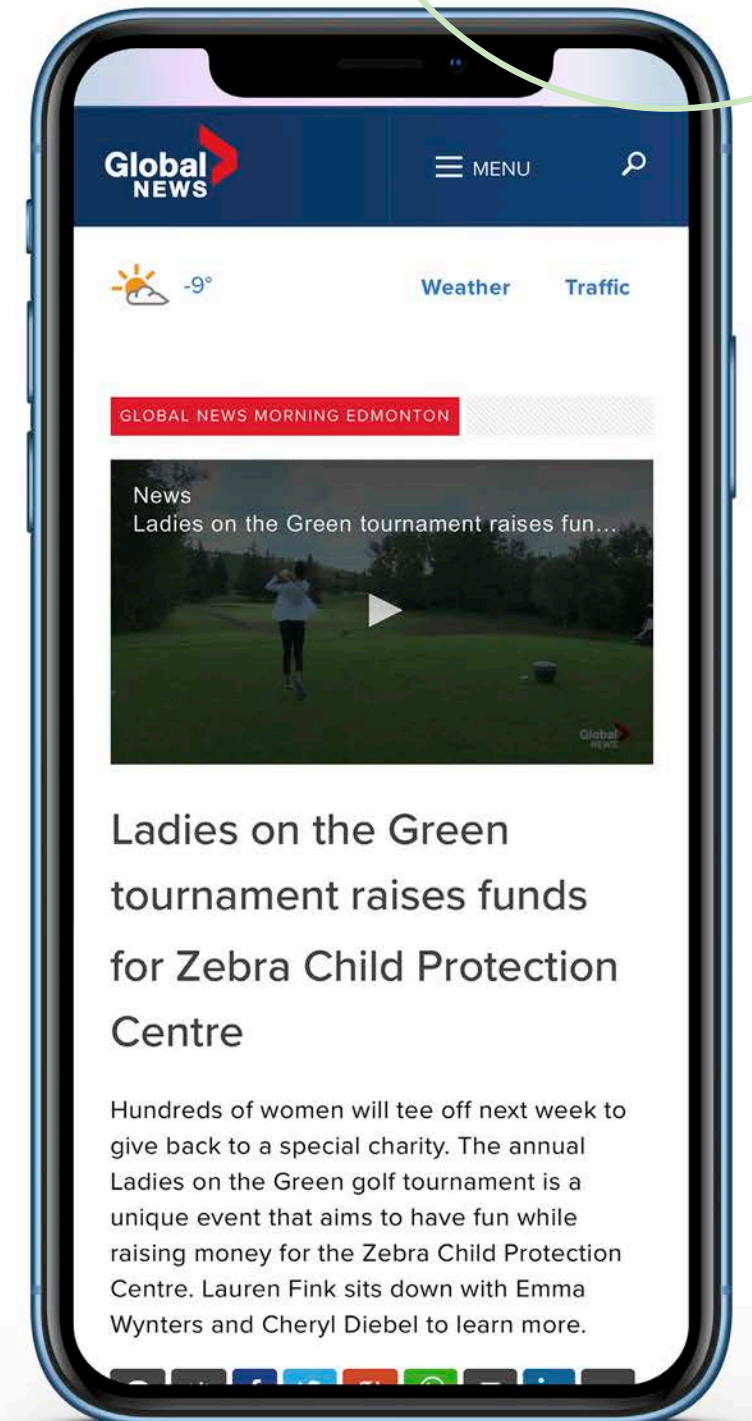 Global
NEWS
MENU
-9°
Weather
Traffic
GLOBAL NEWS MORNING EDMONTON
News
Ladies on the Green tournament raises fun...
Global
NEWS
Ladies on the Green
tournament raises funds
for Zebra Child Protection
Centre
Hundreds of women will tee off next week to
give back to a special charity. The annual
Ladies on the Green golf tournament is a
unique event that aims to have fun while
raising money for the Zebra Child Protection
Centre. Lauren Fink sits down with Emma
Wynters and Cheryl Diebel to learn more.